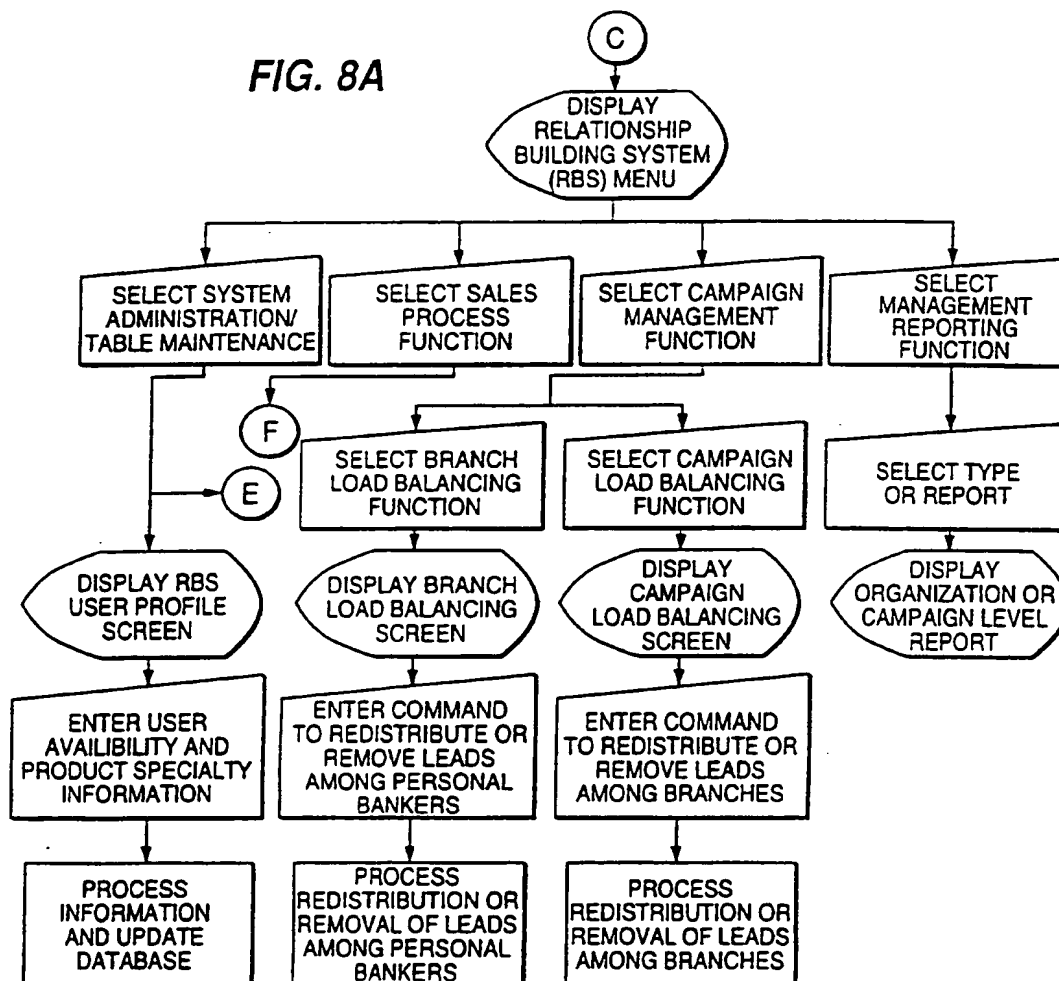 FIG. 8A
C
DISPLAY
RELATIONSHIP
BUILDING SYSTEM
(RBS) MENU
SELECT SYSTEM
ADMINISTRATION/
TABLE MAINTENANCE
SELECT SALES
PROCESS
FUNCTION
SELECT CAMPAIGN
MANAGEMENT
FUNCTION
SELECT
MANAGEMENT
REPORTING
FUNCTION
F
E
SELECT BRANCH
LOAD BALANCING
FUNCTION
SELECT CAMPAIGN
LOAD BALANCING
FUNCTION
SELECT TYPE
OR REPORT
DISPLAY RBS
USER PROFILE
SCREEN
DISPLAY BRANCH
LOAD BALANCING
SCREEN
DISPLAY
CAMPAIGN
LOAD BALANCING
SCREEN
DISPLAY
ORGANIZATION OR
CAMPAIGN LEVEL
REPORT
ENTER USER
AVAILIBILITY AND
PRODUCT SPECIALTY
INFORMATION
ENTER COMMAND
TO REDISTRIBUTE OR
REMOVE LEADS
AMONG PERSONAL
BANKERS
ENTER COMMAND
TO REDISTRIBUTE OR
REMOVE LEADS
AMONG BRANCHES
PROCESS
INFORMATION
AND UPDATE
DATABASE
PROCESS
REDISTRIBUTION OR
REMOVAL OF LEADS
AMONG PERSONAL
BANKERS
PROCESS
REDISTRIBUTION OR
REMOVAL OF LEADS
AMONG BRANCHES